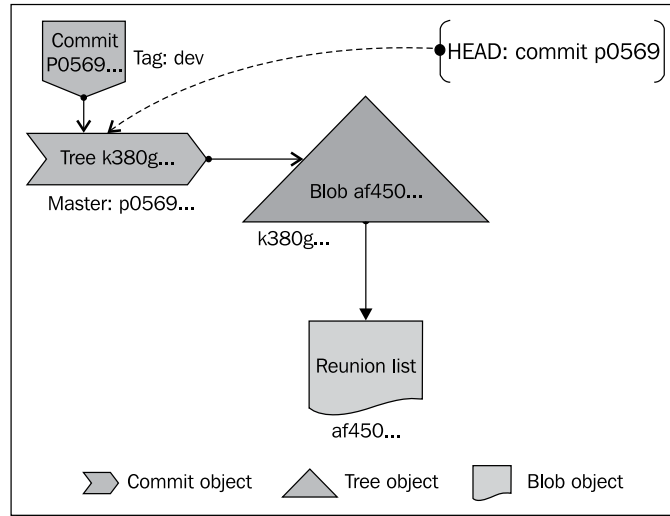 Commit
P0569...
Tag: dev
HEAD: commit p0569
Tree k380g...
Master: p0569...
Blob af450...
k380g...
Reunion list
af450...
Commit object
Tree object
Blob object